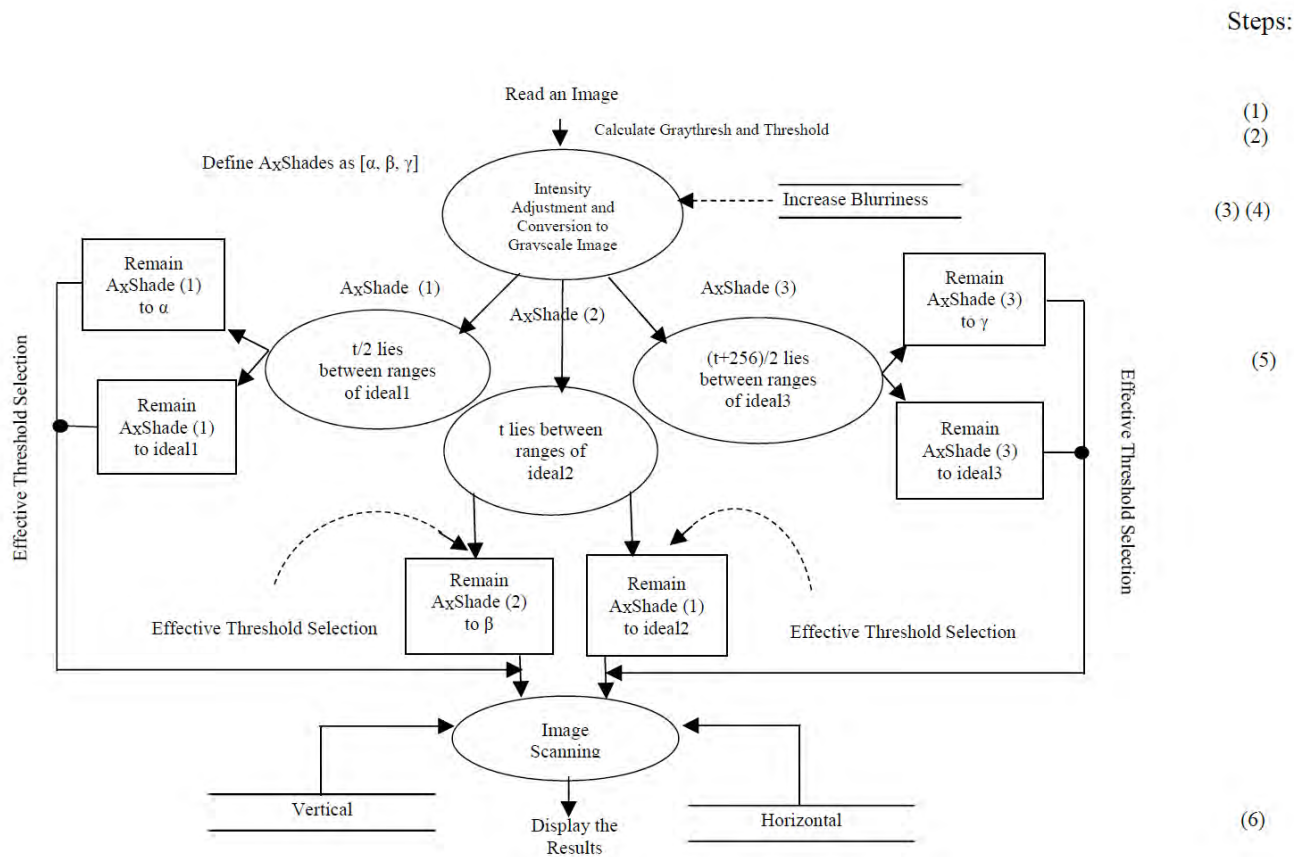 Steps:
Read an Image
(1)
Calculate Graythresh and Threshold
(2)
Define AxShades as [α, β, γ]
Intensity
Adjustment and
Conversion to
Grayscale Image
Increase Blurriness
(3) (4)
Remain
AxShade (1)
to α
AxShade (1)
AxShade (2)
AxShade (3)
Remain
AxShade (3)
to γ
t/2 lies
between ranges
of ideal1
(t+256)/2 lies
between ranges
of ideal3
(5)
Remain
AxShade (1)
to ideal1
t lies between
ranges of
ideal2
Remain
AxShade (3)
to ideal3
Effective Threshold Selection
Effective Threshold Selection
Remain
AxShade (2)
to β
Remain
AxShade (1)
to ideal2
Effective Threshold Selection
Effective Threshold Selection
Image
Scanning
Vertical
Horizontal
Display the
Results
(6)